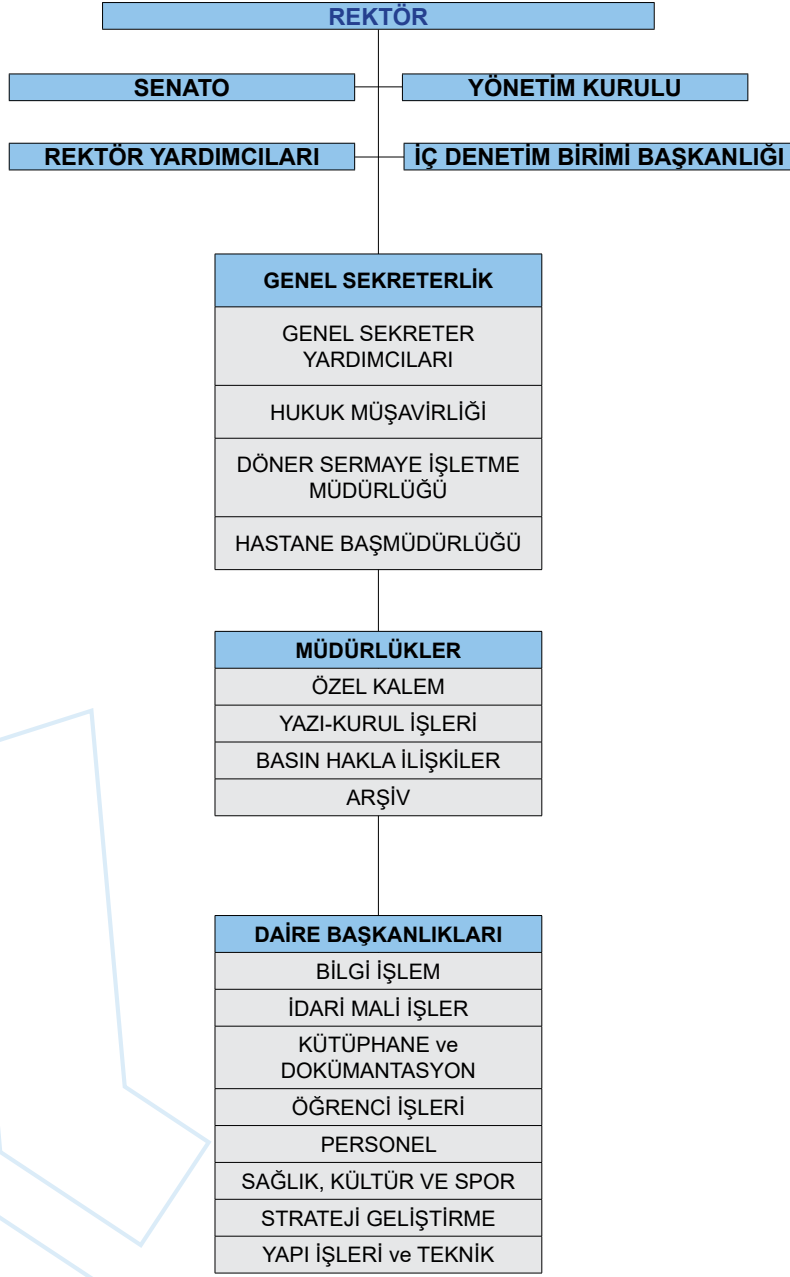 REKTÖR
SENATO
YÖNETİM KURULU
REKTÖR YARDIMCILARI
İÇ DENETİM BİRİMİ BAŞKANLIĞI
GENEL SEKRETERLİK
GENEL SEKRETER
YARDIMCILARI
HUKUK MÜŞAVİRLİĞİ
DÖNER SERMAYE İŞLETME
MÜDÜRLÜĞÜ
HASTANE BAŞMÜDÜRLÜĞÜ
MÜDÜRLÜKLER
ÖZEL KALEM
YAZI-KURUL İŞLERİ
BASIN HAKLA İLİŞKİLER
ARŞİV
DAİRE BAŞKANLIKLARI
BİLGİ İŞLEM
İDARİ MALİ İŞLER
KÜTÜPHANE ve
DOKÜMANTASYON
ÖĞRENCİ İŞLERİ
PERSONEL
SAĞLIK, KÜLTÜR VE SPOR
STRATEJİ GELİŞTİRME
YAPI İŞLERİ ve TEKNİK